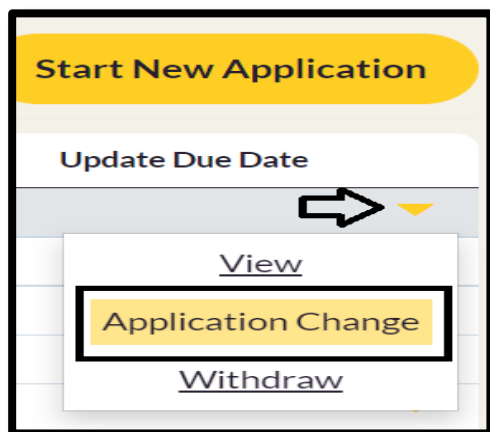 Start New Application
Update Due Date
View
Application Change
Withdraw